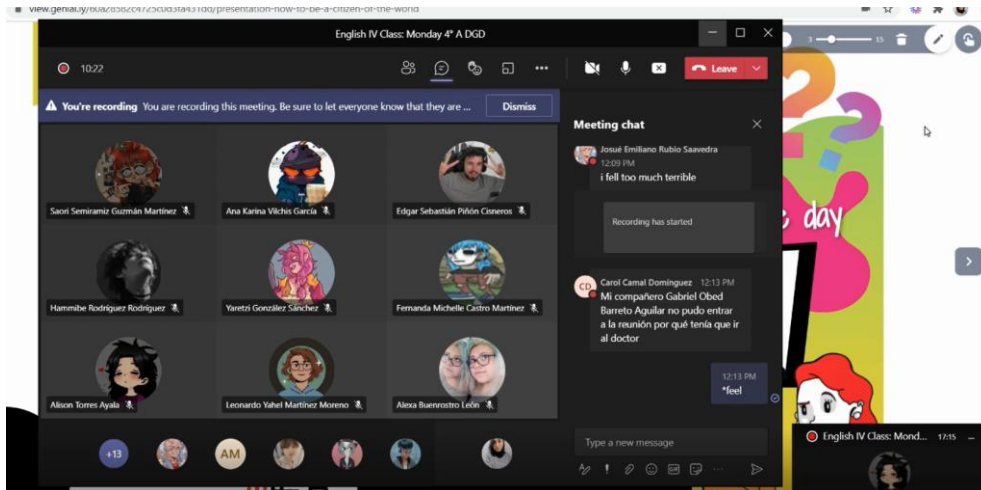 view.genial.ly/60a28582c4725c0d3fa431dd/presentation-how-to-be-a-citizen-of-the-world
English IV Class: Monday 4° A DGD
3
15
10:22
Leave
You're recording You are recording this meeting. Be sure to let everyone know that they are ...
Dismiss
Saori Semiramiz Guzmán Martinez
Ana Karina Vilchis García
Edgar Sebastián Piñón Cisneros
Hammibe Rodríguez Rodríguez
Yaretzi González Sánchez
Fernanda Michelle Castro Martínez
Alison Torres Ayala
Leonardo Yahel Martínez Moreno
Alexa Buenrostro León
+13
AM
Meeting chat
Josué Emiliano Rubio Saavedra
12:09 PM
i fell too much terrible
Recording has started
CD
Carol Camal Domínguez 12:13 PM
Mi compañero Gabriel Obed
Barreto Aguilar no pudo entrar
a la reunión por qué tenía que ir
al doctor
12:13 PM
*feel
Type a new message
GIF
??
day
English IV Class: Mond... 17:15